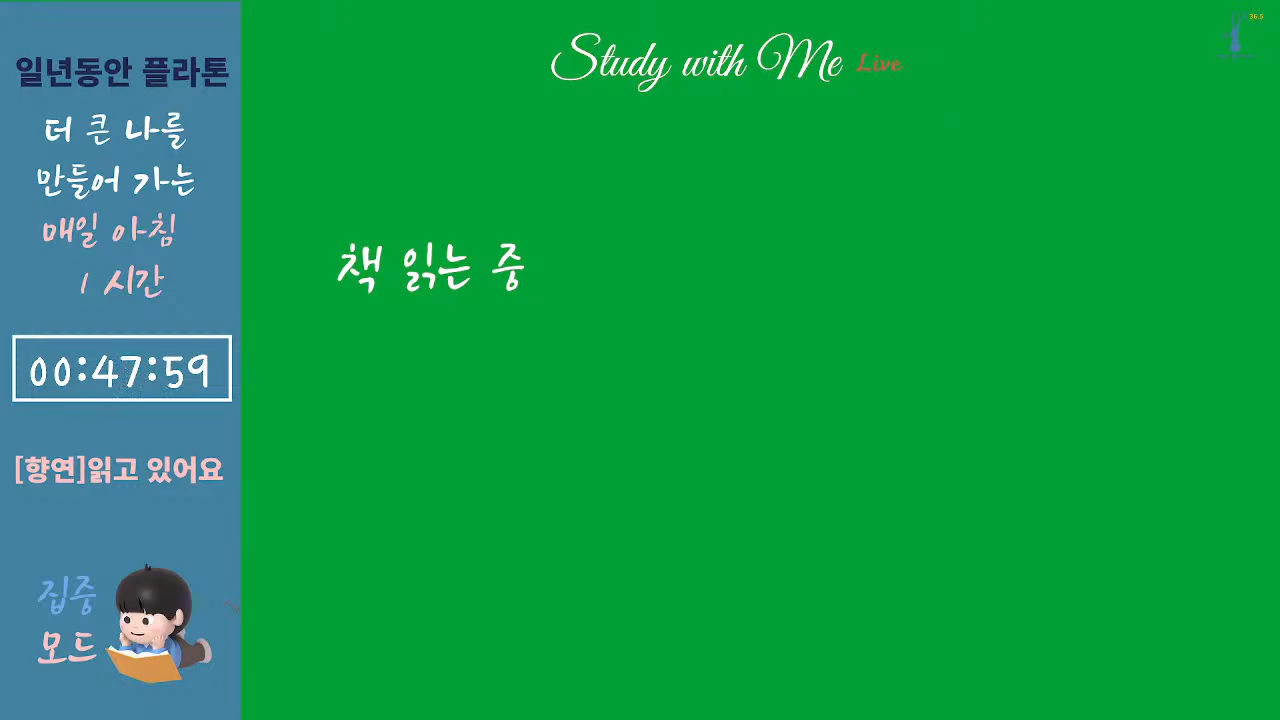 일년동안 플라톤
더 큰 나를
만들어 가는
매일 아침
1 시간
00:47:59
[향연]읽고 있어요
집중
모드
Study with Me Live
책 읽는 중
36.5